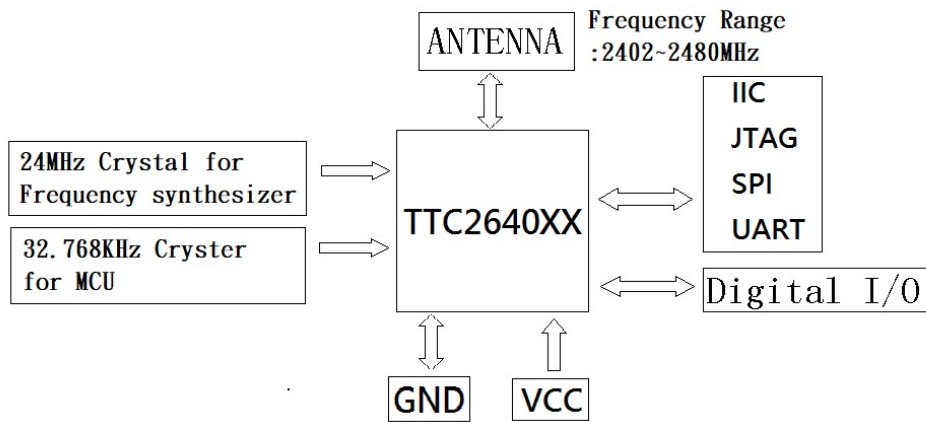 ANTENNA
Frequency Range
:2402~2480MHz
24MHz Crystal for
Frequency synthesizer
32.768KHz Cryster
for MCU
TTC2640XX
IIC
JTAG
SPI
UART
Digital I/O
GND
VCC